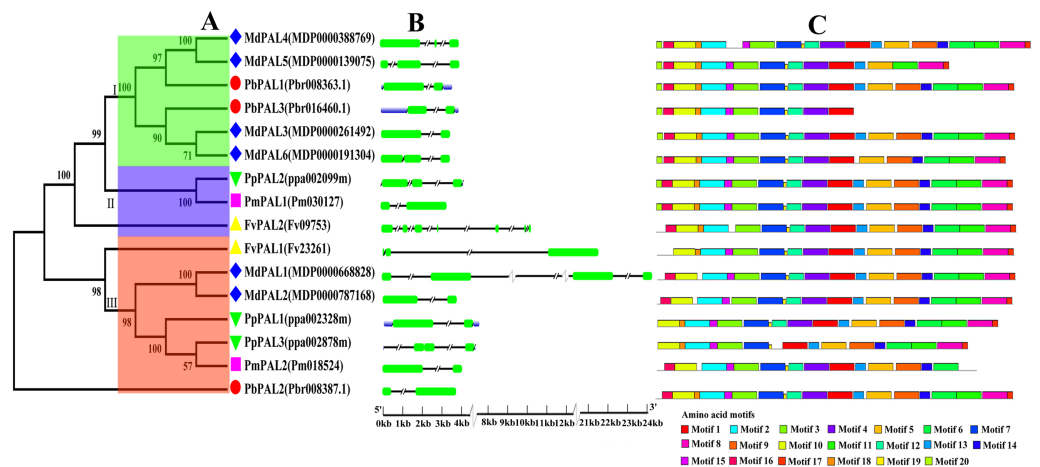 A B C
100 MdPAL4(MDP0000388769)
97 MdPAL5(MDP0000139075)
100 I PbPAL1(Pbr008363.1)
PbPAL3(Pbr016460.1)
99 90 MdPAL3(MDP0000261492)
71 MdPAL6(MDP0000191304)
100 PpPAL2(ppa002099m)
II 100 PmPAL1(Pm030127)
FvPAL2(Fv09753)
FvPAL1(Fv23261)
98 III 100 MdPAL1(MDP0000668828)
MdPAL2(MDP0000787168)
98 PpPAL1(ppa002328m)
100 PpPAL3(ppa002878m)
57 PmPAL2(Pm018524)
PbPAL2(Pbr008387.1)
5' 3'
0kb 1kb 2kb 3kb 4kb 8kb 9kb 10kb 11kb 12kb 21kb 22kb 23kb 24kb
Amino acid motifs
Motif 1 Motif 2 Motif 3 Motif 4 Motif 5 Motif 6 Motif 7
Motif 8 Motif 9 Motif 10 Motif 11 Motif 12 Motif 13 Motif 14
Motif 15 Motif 16 Motif 17 Motif 18 Motif 19 Motif 20